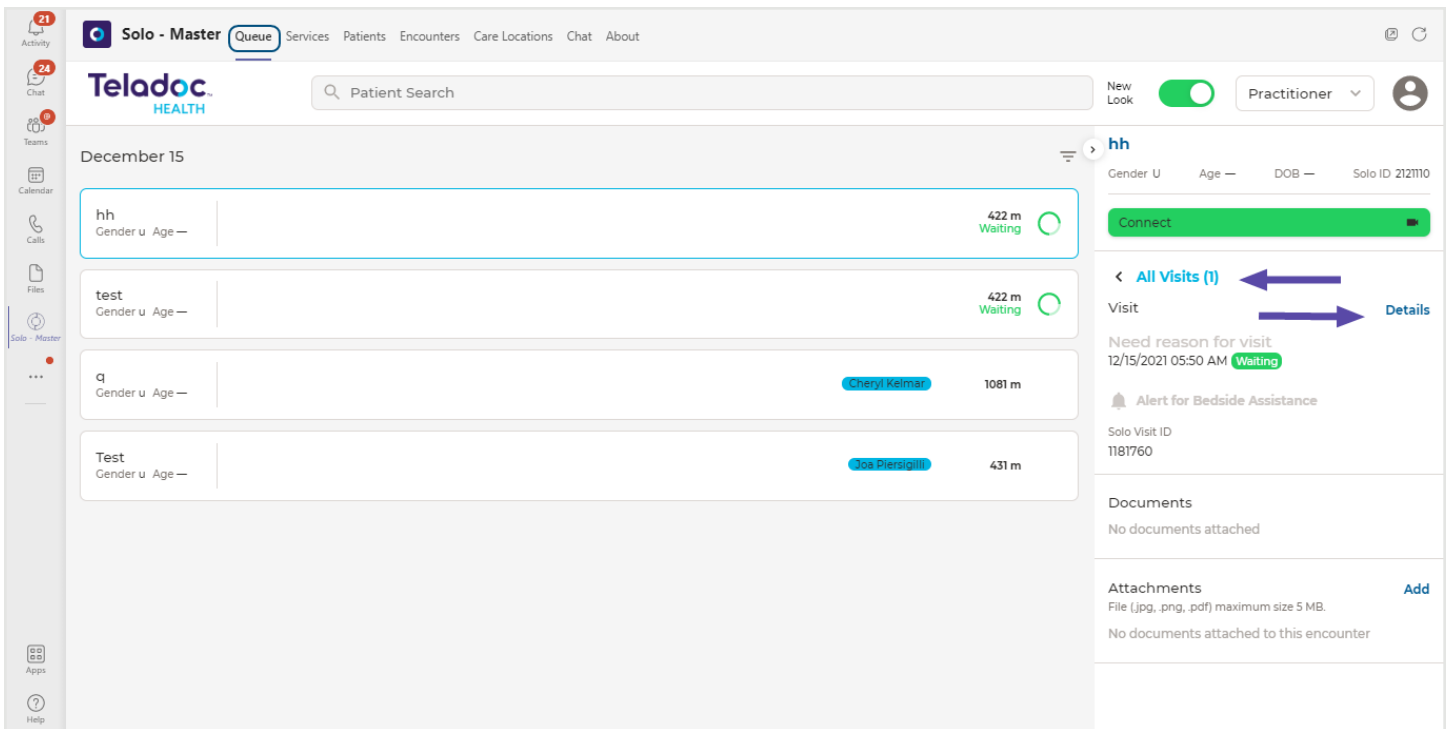 21
Activity
24
Chat
@
Teams
Calendar
Calls
Files
Solo - Master
...
Apps
Help
Solo - Master Queue Services Patients Encounters Care Locations Chat About
Teladoc™
HEALTH
Patient Search
New
Look
Practitioner
December 15
hh
Gender u Age —
422 m
Waiting
test
Gender u Age —
422 m
Waiting
q
Gender u Age —
Cheryl Kelmar
1081 m
Test
Gender u Age —
Joa Piersigilli
431 m
hh
Gender U Age — DOB — Solo ID 2121110
Connect
All Visits (1)
Visit Details
Need reason for visit
12/15/2021 05:50 AM Waiting
Alert for Bedside Assistance
Solo Visit ID
1181760
Documents
No documents attached
Attachments Add
File (.jpg, .png, .pdf) maximum size 5 MB.
No documents attached to this encounter